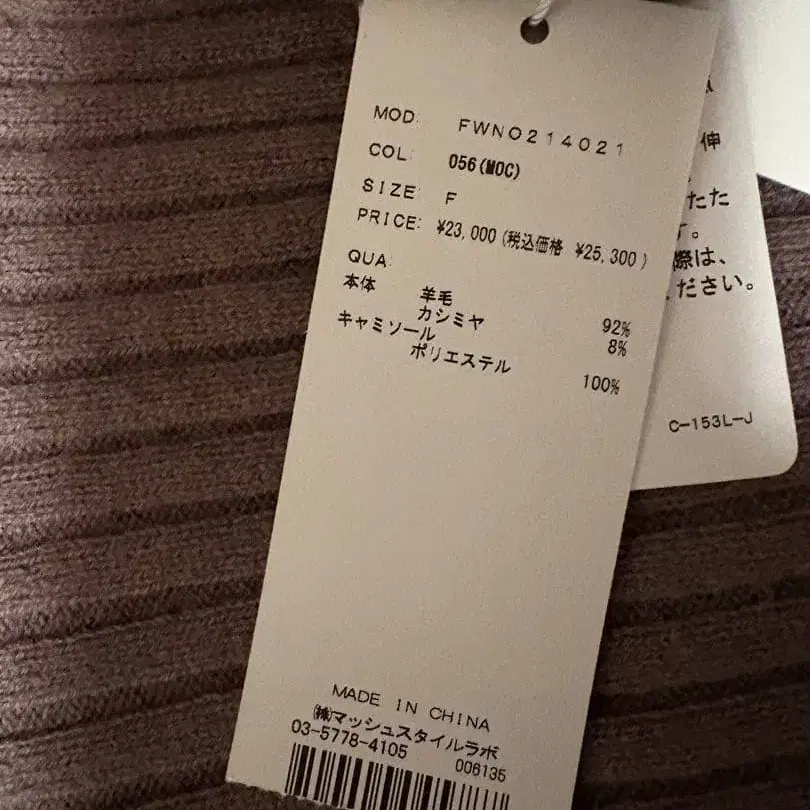 MOD: FWNO214021
COL: 056(MOC)
SIZE F
PRICE: ¥23,000(税込価格 ¥25,300)
QUA:
本体 羊毛 92%
カシミヤ 8%
キャミソール
ポリエステル 100%
MADE IN CHINA
㈱マッシュスタイルラボ
03-5778-4105
006135
伸
たた
す。
際は、
ださい。
C-153L-J